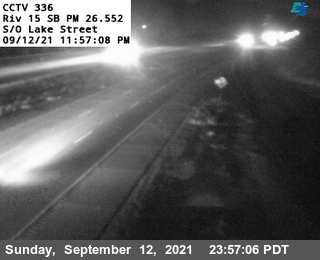 CCTV 336
Riv 15 SB PM 26.552
S/O Lake Street
09/12/21 11:57:08 PM
Sunday, September 12, 2021 23:57:06 PDT